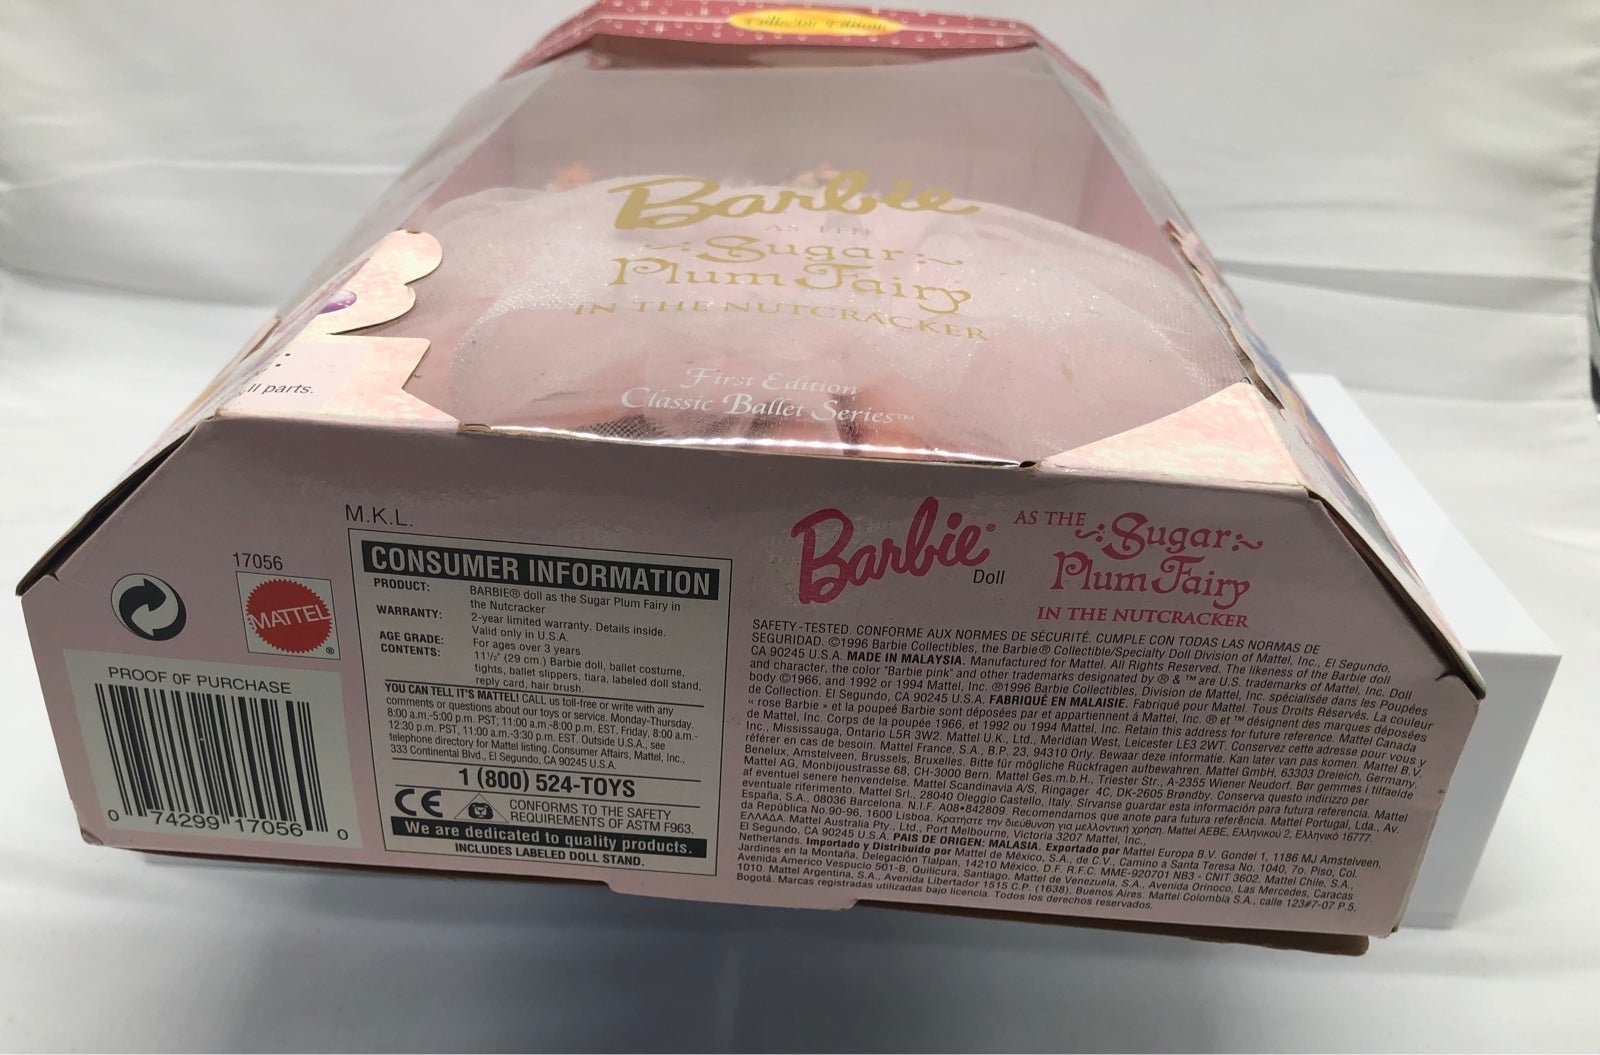 Collector Edition
Barbie
AS THE
Sugar
Plum Fairy
IN THE NUTCRACKER
First Edition
Classic Ballet Series™
ll parts.
M.K.L.
17056
MATTEL
®
PROOF OF PURCHASE
0 74299 17056 0
CONSUMER INFORMATION
PRODUCT: BARBIE® doll as the Sugar Plum Fairy in
the Nutcracker
WARRANTY: 2-year limited warranty. Details inside.
Valid only in U.S.A.
AGE GRADE: For ages over 3 years.
CONTENTS: 11½" (29 cm.) Barbie doll, ballet costume,
tights, ballet slippers, tiara, labeled doll stand,
reply card, hair brush.
YOU CAN TELL IT'S MATTEL! CALL us toll-free or write with any
comments or questions about our toys or service. Monday-Thursday.
8:00 a.m.-5:00 p.m. PST; 11:00 a.m.-8:00 p.m. EST. Friday, 8:00 a.m.-
12:30 p.m. PST, 11:00 a.m.-3:30 p.m. EST. Outside U.S.A., see
telephone directory for Mattel listing. Consumer Affairs, Mattel, Inc.,
333 Continental Blvd., El Segundo, CA 90245 U.S.A.
1 (800) 524-TOYS
CE CONFORMS TO THE SAFETY
REQUIREMENTS OF ASTM F963.
We are dedicated to quality products.
INCLUDES LABELED DOLL STAND.
Barbie® Doll
AS THE Sugar
Plum Fairy
IN THE NUTCRACKER
SAFETY-TESTED. CONFORME AUX NORMES DE SÉCURITÉ. CUMPLE CON TODAS LAS NORMAS DE
SEGURIDAD. ©1996 Barbie Collectibles, the Barbie® Collectible/Specialty Doll Division of Mattel, Inc., El Segundo,
CA 90245 U.S.A. MADE IN MALAYSIA. Manufactured for Mattel. All Rights Reserved. The likeness of the Barbie doll
and character, the color "Barbie pink" and other trademarks designated by ® & ™ are U.S. trademarks of Mattel, Inc. Doll
body ©1966, and 1992 or 1994 Mattel, Inc. ®1996 Barbie Collectibles, Division de Mattel, Inc. spécialisée dans les Poupées
de Collection. El Segundo, CA 90245 U.S.A. FABRIQUÉ EN MALAISIE. Fabriqué pour Mattel. Tous Droits Réservés. La couleur
« rose Barbie » et la poupeé Barbie sont déposées par et appartiennent á Mattel, Inc. ® et ™ désignent des marques déposées
de Mattel, Inc. Corps de la poupée 1966, et 1992 ou 1994 Mattel, Inc. Retain this address for future reference. Mattel Canada
Inc., Mississauga, Ontario L5R 3W2. Mattel U.K., Ltd., Meridian West, Leicester LE3 2WT. Conservez cette adresse pour vous y
référer en cas de besoin. Mattel France, S.A., B.P. 23, 94310 Orly. Bewaar deze informatie. Kan later van pas komen. Mattel B.V.
Benelux, Amstelveen, Brussels, Bruxelles. Bitte für mögliche Rückfragen aufbewahren. Mattel GmbH, 63303 Dreieich, Germany.
Mattel AG, Monbijoustrasse 68, CH-3000 Bern. Mattel Ges.m.b.H., Triester Str., A-2355 Wiener Neudorf. Bør gemmes i tilfaelde
af eventuel senere henvendelse. Mattel Scandinavia A/S, Ringager 4C, DK-2605 Brøndby. Conserva questo indirizzo per
eventuale riferimento. Mattel Srl., 28040 Oleggio Castello, Italy. Sírvanse guardar esta información para futura referencia. Mattel
España, S.A., 08036 Barcelona. N.I.F. A08•842809. Recomendamos que anote para futura referência. Mattel Portugal, Lda., Av.
da República No.90-96, 1600 Lisboa. Κρατήστε την διεύθυνση για μελλοντική χρήση. Mattel AEBE, Ελληνικού 2, Ελληνικό 16777.
ΕΛΛΑΔΑ. Mattel Australia Pty., Ltd., Port Melbourne, Victoria 3207 Mattel, Inc.,
El Segundo, CA 90245 U.S.A. PAIS DE ORIGEN: MALASIA. Exportado por Mattel Europa B.V. Gondel 1, 1186 MJ Amstelveen,
Netherlands. Importado y Distribuido por Mattel de México, S.A., de C.V., Camino a Santa Teresa No. 1040, 7o. Piso, Col.
Jardines en la Montaña, Delegación Tlalpan, 14210 México, D.F. R.F.C. MME-920701 NB3 - CNIT 3602. Mattel Chile, S.A.,
Avenida Americo Vespucio 501-B, Quilicura, Santiago. Mattel de Venezuela, S.A., Avenida Orinoco, Las Mercedes, Caracas
1010. Mattel Argentina, S.A., Avenida Libertador 1515 C.P. (1638), Buenos Aires. Mattel Colombia S.A., calle 123#7-07 P.5,
Bogotá. Marcas registradas utilizadas bajo licencia. Todos los derechos reservados.